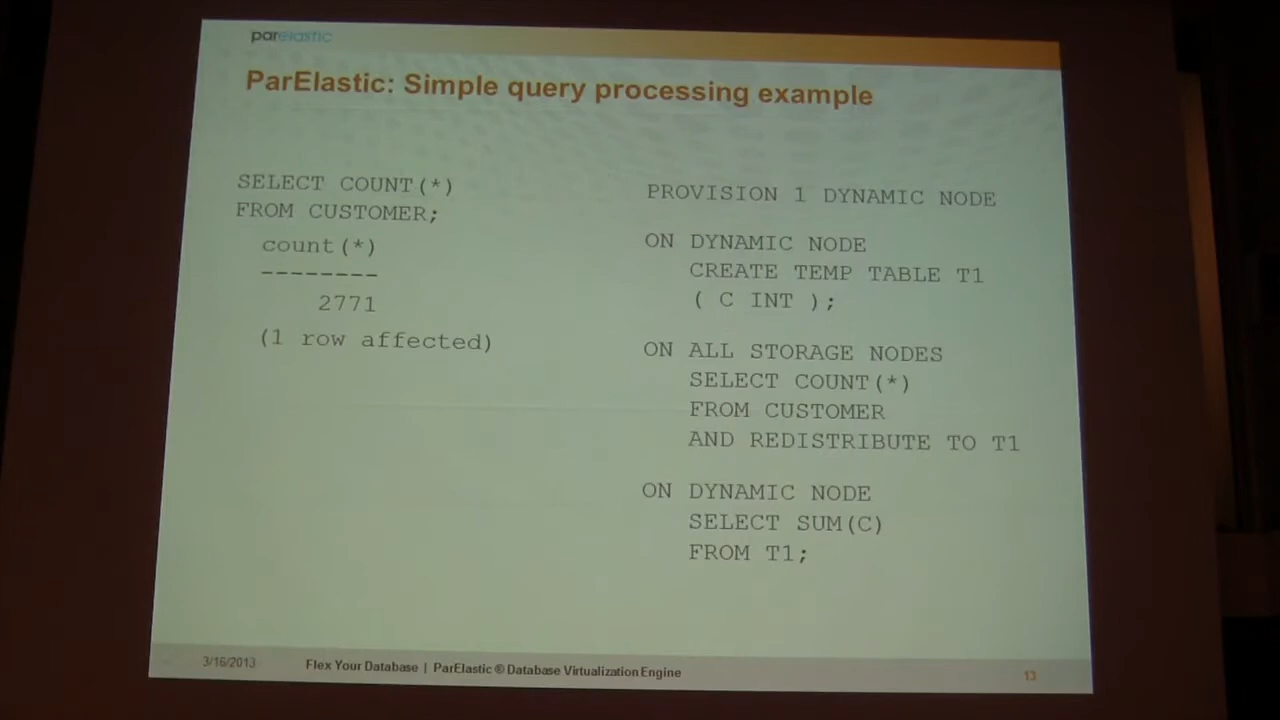 parelastic
ParElastic: Simple query processing example
SELECT COUNT(*)
FROM CUSTOMER;
count(*)
--------
2771
(1 row affected)
PROVISION 1 DYNAMIC NODE
ON DYNAMIC NODE
CREATE TEMP TABLE T1
( C INT );
ON ALL STORAGE NODES
SELECT COUNT(*)
FROM CUSTOMER
AND REDISTRIBUTE TO T1
ON DYNAMIC NODE
SELECT SUM(C)
FROM T1;
3/16/2013 Flex Your Database | ParElastic ® Database Virtualization Engine 13